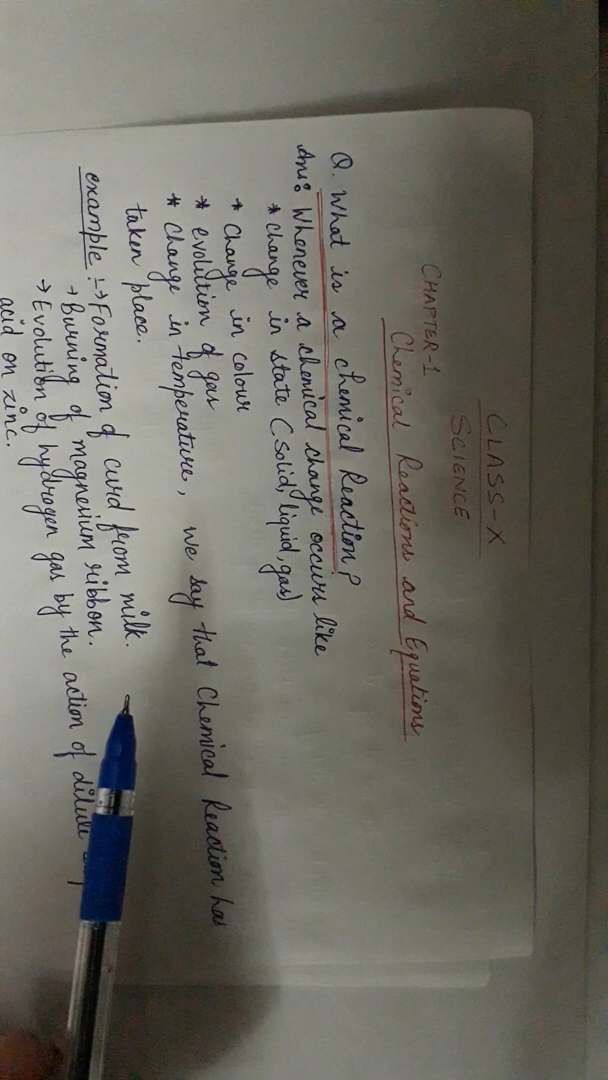 CLASS-X
SCIENCE
CHAPTER-1
Chemical Reactions and Equations
Q. What is a chemical Reaction?
Ans: Whenever a chemical change occurs like
* change in state (solid, liquid, gas)
* Change in colour
* evolution of gas
* Change in temperature, we say that Chemical Reaction has
taken place.
example :- → Formation of curd from milk.
→ Burning of magnesium ribbon.
→ Evolution of hydrogen gas by the action of dilute
acid on zinc.